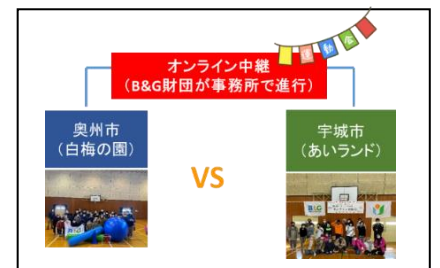 運動会
オンライン中継
(B&G財団が事務所で進行)
奥州市
(白梅の園)
VS
宇城市
(あいランド)
B&G